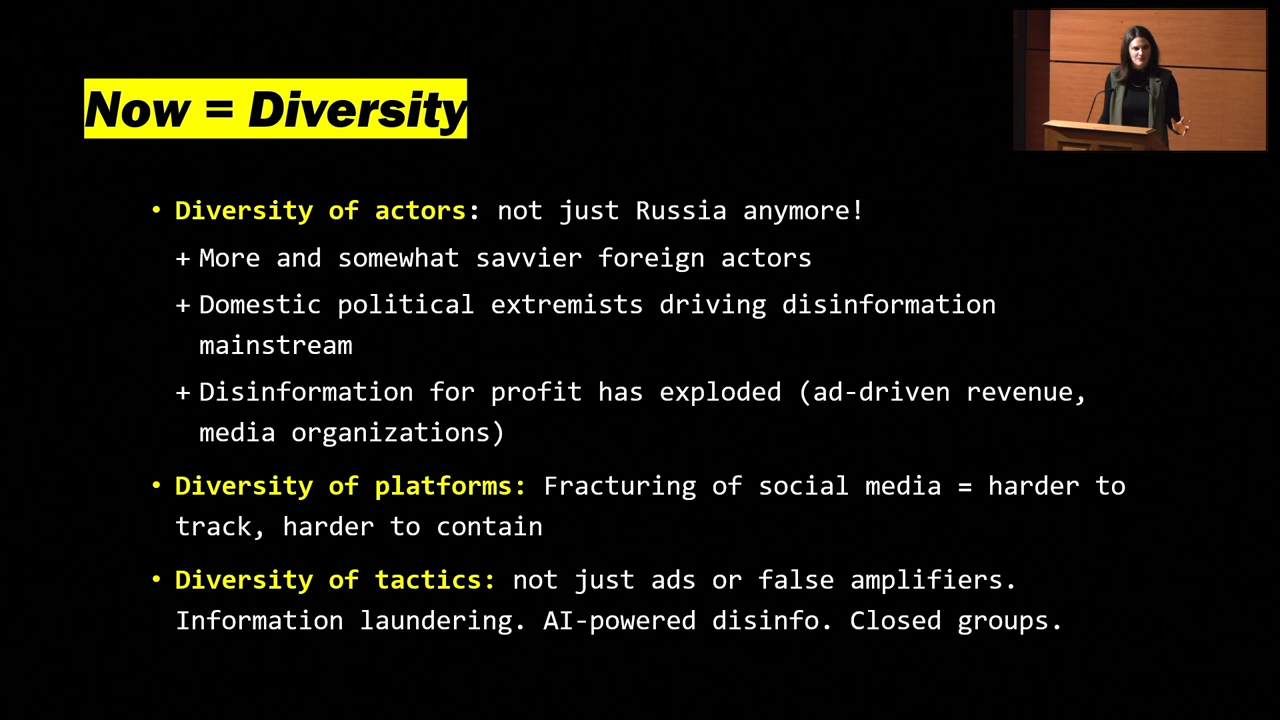 Now = Diversity
• Diversity of actors: not just Russia anymore!
+ More and somewhat savvier foreign actors
+ Domestic political extremists driving disinformation
mainstream
+ Disinformation for profit has exploded (ad-driven revenue,
media organizations)
• Diversity of platforms: Fracturing of social media = harder to
track, harder to contain
• Diversity of tactics: not just ads or false amplifiers.
Information laundering. AI-powered disinfo. Closed groups.